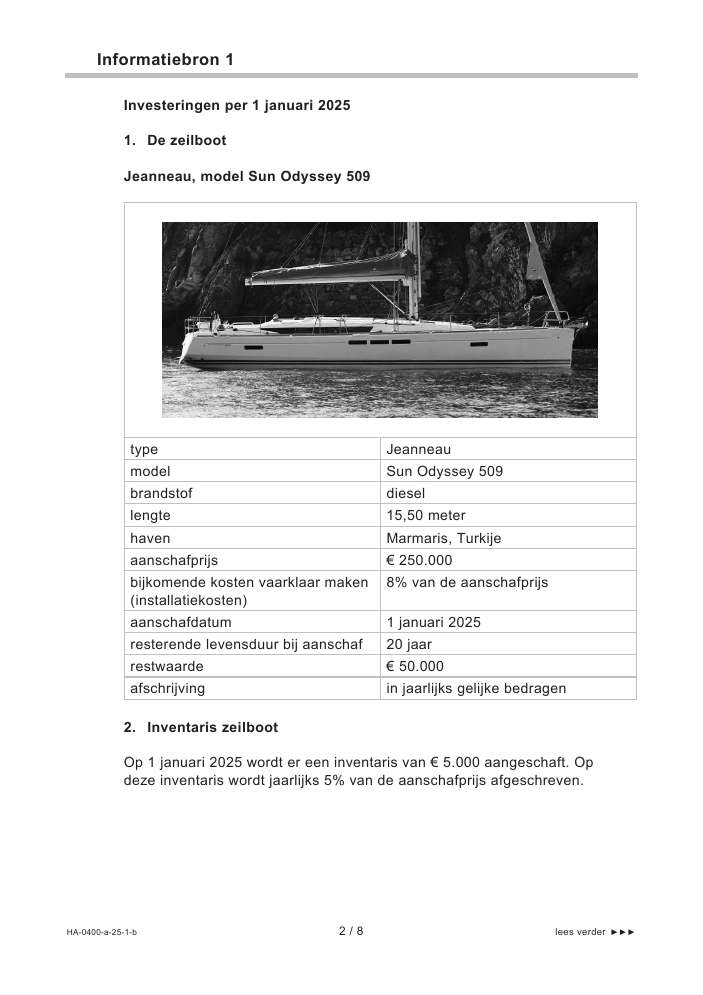 Informatiebron 1
Investeringen per 1 januari 2025
1. De zeilboot
Jeanneau, model Sun Odyssey 509
type Jeanneau
model Sun Odyssey 509
brandstof diesel
lengte 15,50 meter
haven Marmaris, Turkije
aanschafprijs € 250.000
bijkomende kosten vaarklaar maken 8% van de aanschafprijs
(installatiekosten)
aanschafdatum 1 januari 2025
resterende levensduur bij aanschaf 20 jaar
restwaarde € 50.000
afschrijving in jaarlijks gelijke bedragen
2. Inventaris zeilboot
Op 1 januari 2025 wordt er een inventaris van € 5.000 aangeschaft. Op
deze inventaris wordt jaarlijks 5% van de aanschafprijs afgeschreven.
HA-0400-a-25-1-b 2 / 8 lees verder ►►►